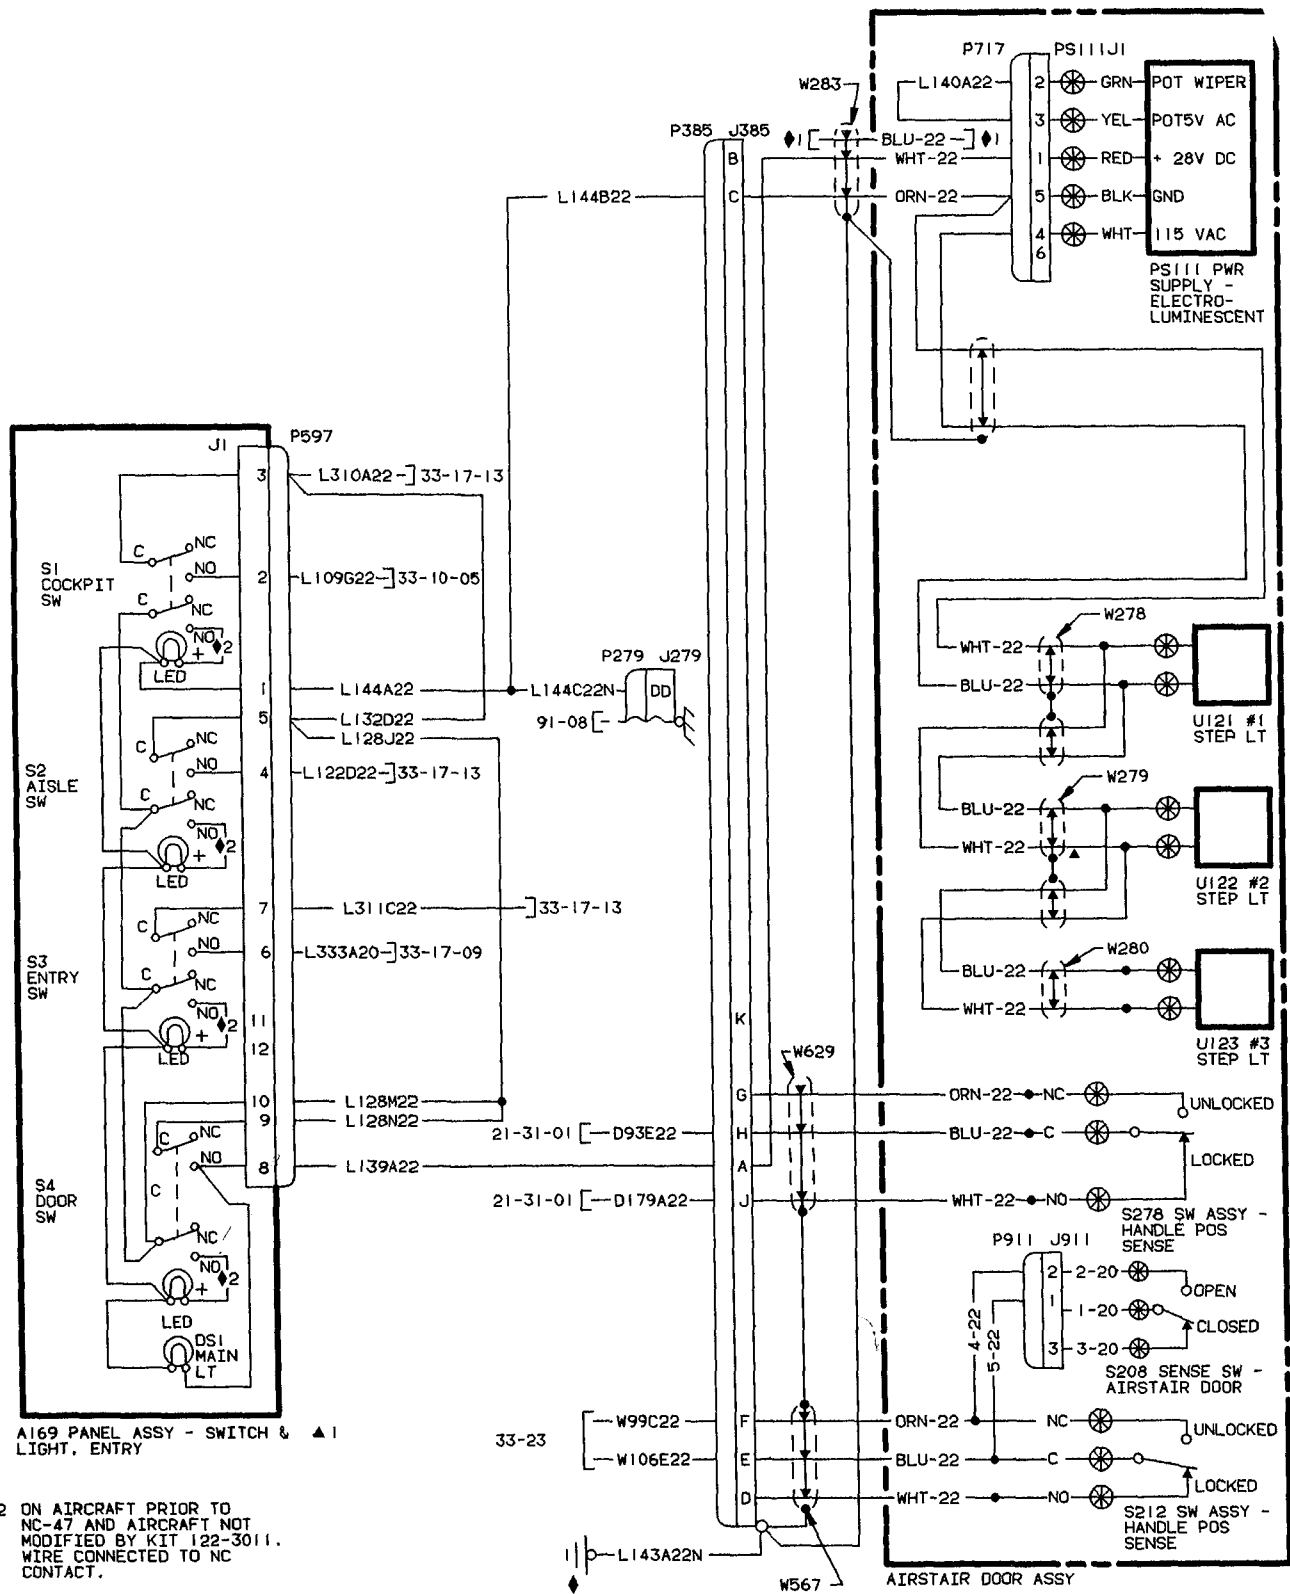 P717 PS111J1
W283
L140A22 2 GRN POT WIPER
3 YEL POT5V AC
P385 J385
◆1 [ BLU-22 ] ◆1
B WHT-22 1 RED + 28V DC
L144B22 C ORN-22 5 BLK GND
4 WHT 115 VAC
6
PS111 PWR
SUPPLY -
ELECTRO-
LUMINESCENT
J1 P597
3 L310A22 ] 33-17-13
C NC
NO 2 L109G22 ] 33-10-05
S1
COCKPIT
SW
C NC
NO ◆2
+
LED
1 L144A22 L144C22N
P279 J279
DD
91-08 [
5 L132D22
L128J22
W278
WHT-22
BLU-22
U121 #1
STEP LT
C NC
NO 4 L122D22 ] 33-17-13
S2
AISLE
SW
C NC
NO ◆2
+
LED
W279
BLU-22
WHT-22 ▲
U122 #2
STEP LT
7 L311C22 ] 33-17-13
C NC
NO 6 L333A20 ] 33-17-09
S3
ENTRY
SW
C NC
NO ◆2
+
LED
11
12
W280
BLU-22
WHT-22
U123 #3
STEP LT
K
W629
10 L128M22
9 L128N22
G ORN-22 NC UNLOCKED
21-31-01 [ D93E22 H BLU-22 C
LOCKED
C NC
NO 8 L139A22 A
21-31-01 [ D179A22 J WHT-22 NO
S278 SW ASSY -
HANDLE POS
SENSE
S4
DOOR
SW
C NC
NO ◆2
+
LED
DS1
MAIN
LT
P911 J911
2 2-20 OPEN
1 1-20 CLOSED
3 3-20
4-22
5-22
S208 SENSE SW -
AIRSTAIR DOOR
A169 PANEL ASSY - SWITCH & ▲1
LIGHT, ENTRY
33-23
W99C22 F ORN-22 NC UNLOCKED
W106E22 E BLU-22 C
LOCKED
D WHT-22 NO
S212 SW ASSY -
HANDLE POS
SENSE
2 ON AIRCRAFT PRIOR TO
NC-47 AND AIRCRAFT NOT
MODIFIED BY KIT 122-3011.
WIRE CONNECTED TO NC
CONTACT.
L143A22N
◆
W567
AIRSTAIR DOOR ASSY